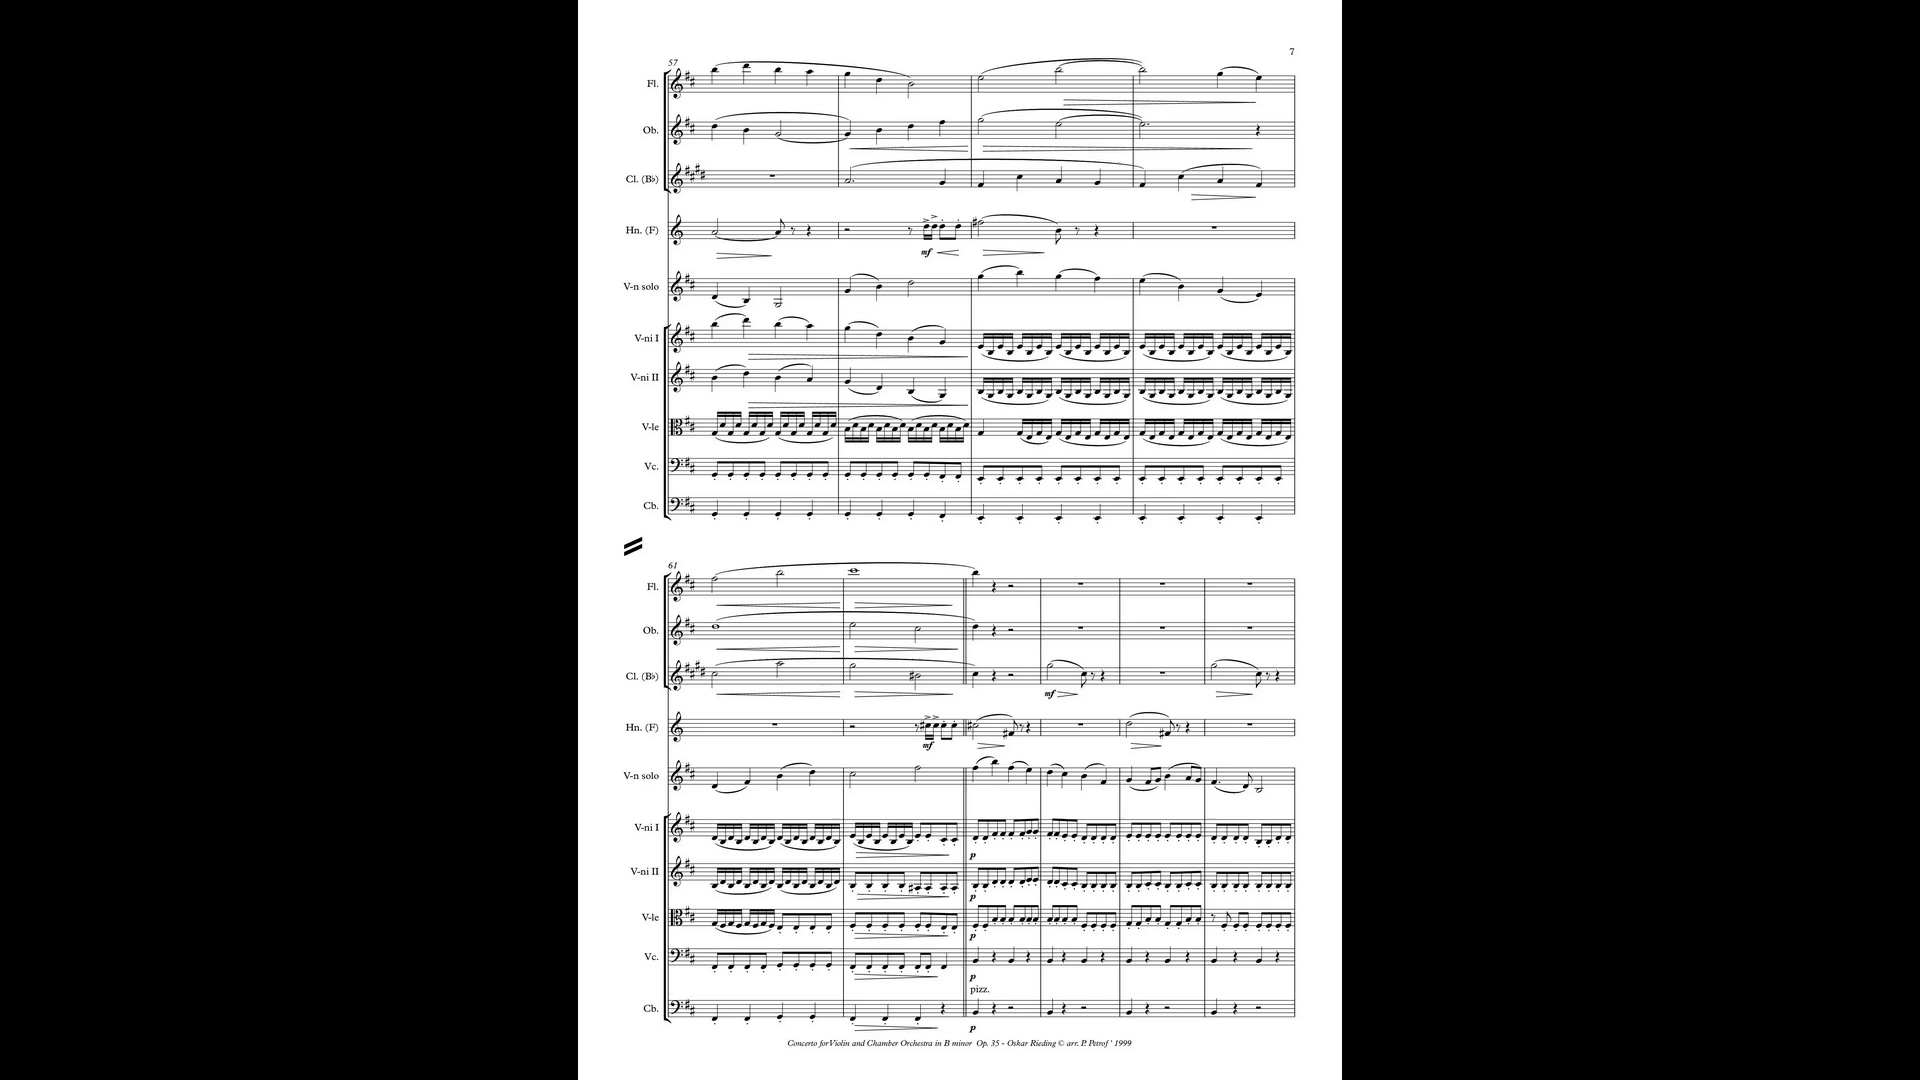 7
57
Fl.
Ob.
Cl. (B♭)
Hn. (F)
mf
V-n solo
V-ni I
V-ni II
V-le
Vc.
Cb.
61
Fl.
Ob.
Cl. (B♭)
mf
Hn. (F)
mf
V-n solo
V-ni I
p
V-ni II
p
V-le
p
Vc.
p
pizz.
Cb.
p
Concerto for Violin and Chamber Orchestra in B minor Op. 35 - Oskar Rieding © arr. P. Petrof ' 1999